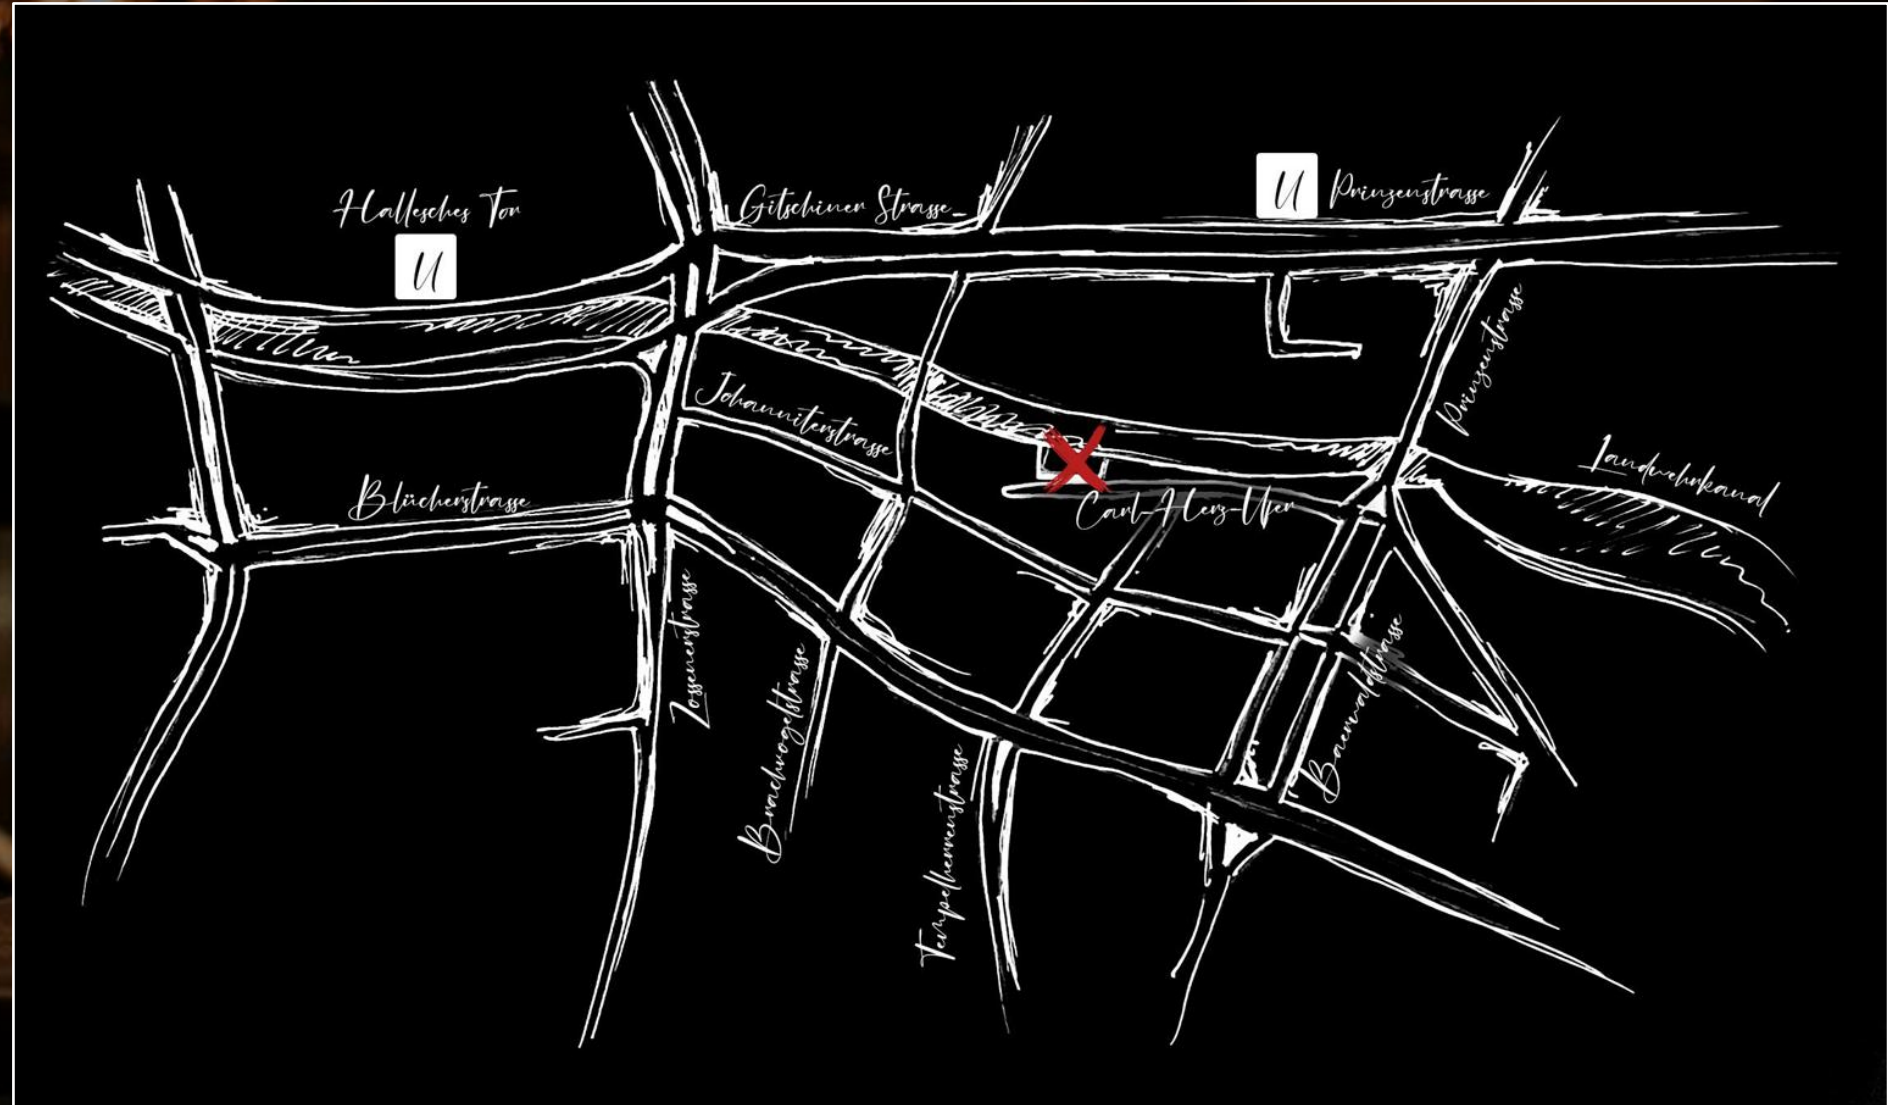 Hallesches Tor
U
Gitschiner Strasse
U Prinzenstrasse
Prinzenstrasse
Johanniterstrasse
Landwehrkanal
Blücherstrasse
Carl-Herz-Ufer
Zossenerstrasse
Brachvogelstrasse
Tempelherrenstrasse
Baerwaldstrasse